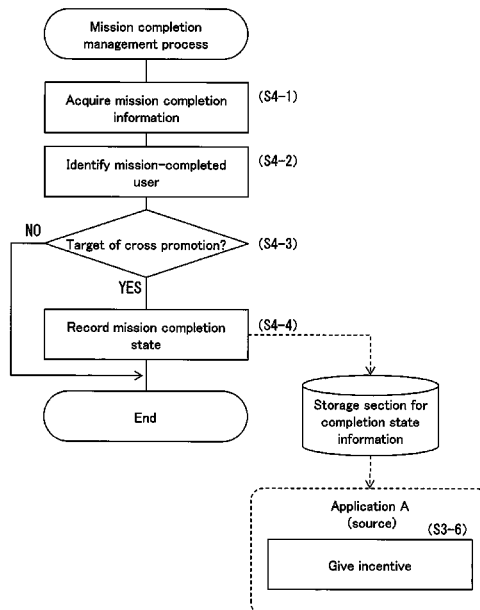 Mission completion
management process
Acquire mission completion
information
(S4-1)
Identify mission-completed
user
(S4-2)
NO
Target of cross promotion?
(S4-3)
YES
Record mission completion
state
(S4-4)
End
Storage section for
completion state
information
Application A
(source)
(S3-6)
Give incentive